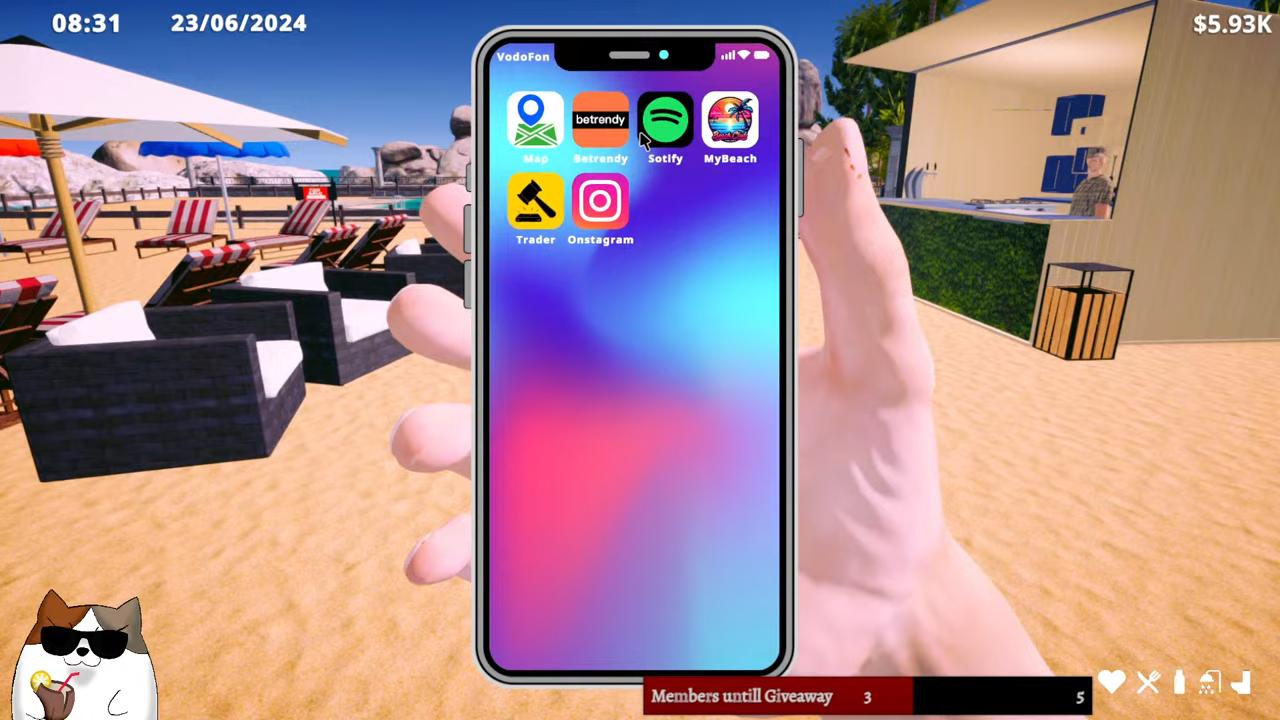 08:31 23/06/2024 $5.93K
VodoFon
betrendy
Map Betrendy Sotify MyBeach
Trader Onstagram
Members untill Giveaway 3 5